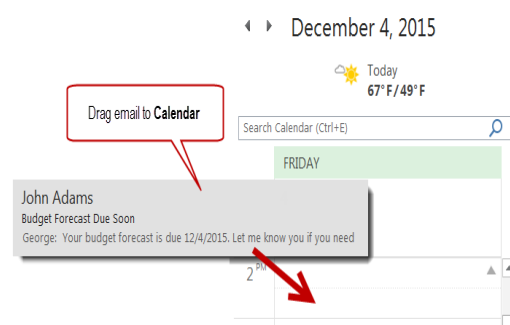 December 4, 2015
Today
67°F/49°F
Drag email to Calendar
Search Calendar (Ctrl+E)
FRIDAY
John Adams
Budget Forecast Due Soon
George: Your budget forecast is due 12/4/2015. Let me know you if you need
2 PM